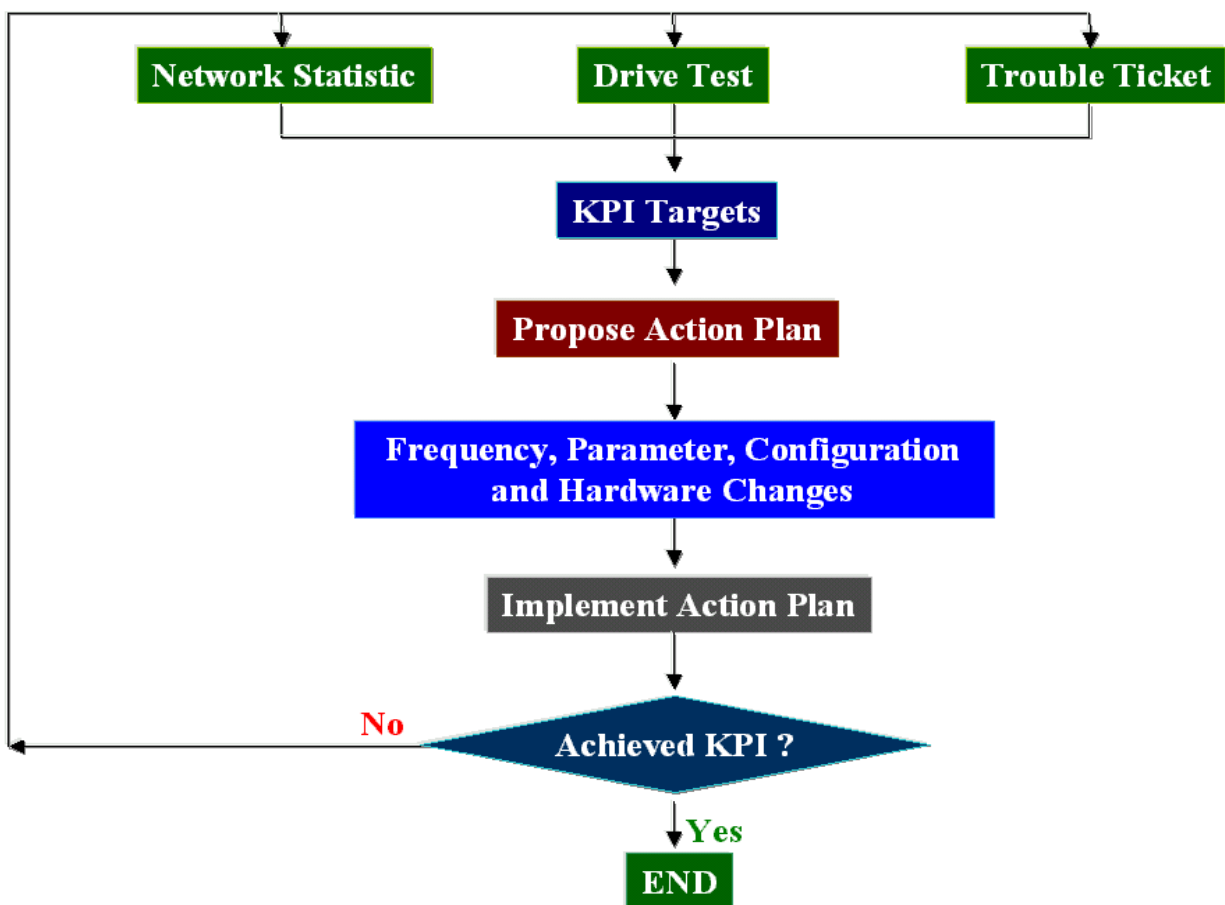 Network Statistic
Drive Test
Trouble Ticket
KPI Targets
Propose Action Plan
Frequency, Parameter, Configuration
and Hardware Changes
Implement Action Plan
No
Achieved KPI ?
Yes
END